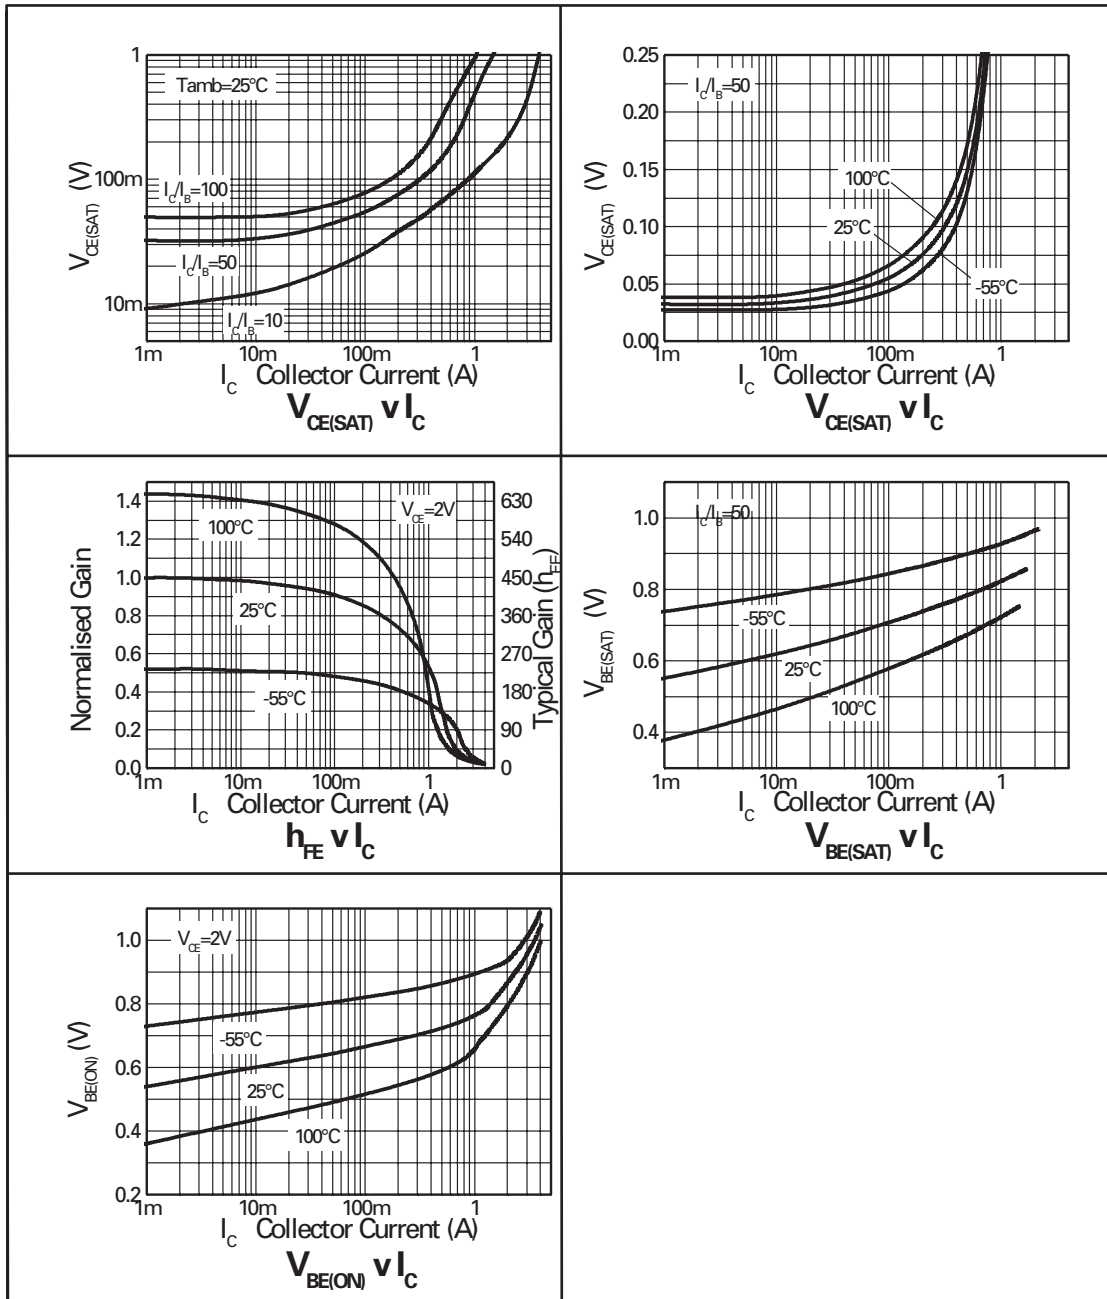 1
100m
10m
V_CE(SAT) (V)
Tamb=25°C
I_C/I_B=100
I_C/I_B=50
I_C/I_B=10
1m 10m 100m 1
I_C Collector Current (A)
V_CE(SAT) v I_C
0.25
0.20
0.15
0.10
0.05
0.00
V_CE(SAT) (V)
I_C/I_B=50
100°C
25°C
-55°C
1m 10m 100m 1
I_C Collector Current (A)
V_CE(SAT) v I_C
1.4
1.2
1.0
0.8
0.6
0.4
0.2
0.0
Normalised Gain
V_CE=2V
100°C
25°C
-55°C
630
540
450
360
270
180
90
0
Typical Gain (h_FE)
1m 10m 100m 1
I_C Collector Current (A)
h_FE v I_C
1.0
0.8
0.6
0.4
V_BE(SAT) (V)
I_C/I_B=50
-55°C
25°C
100°C
1m 10m 100m 1
I_C Collector Current (A)
V_BE(SAT) v I_C
1.0
0.8
0.6
0.4
0.2
V_BE(ON) (V)
V_CE=2V
-55°C
25°C
100°C
1m 10m 100m 1
I_C Collector Current (A)
V_BE(ON) v I_C